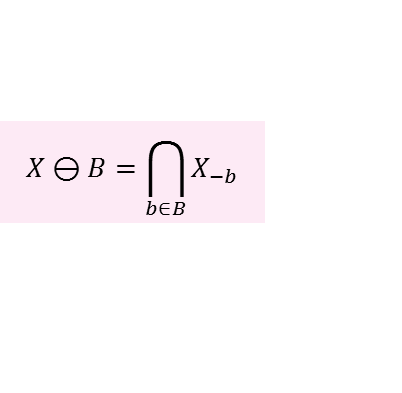 X ⊖ B = ⋂_{b∈B} X_{−b}